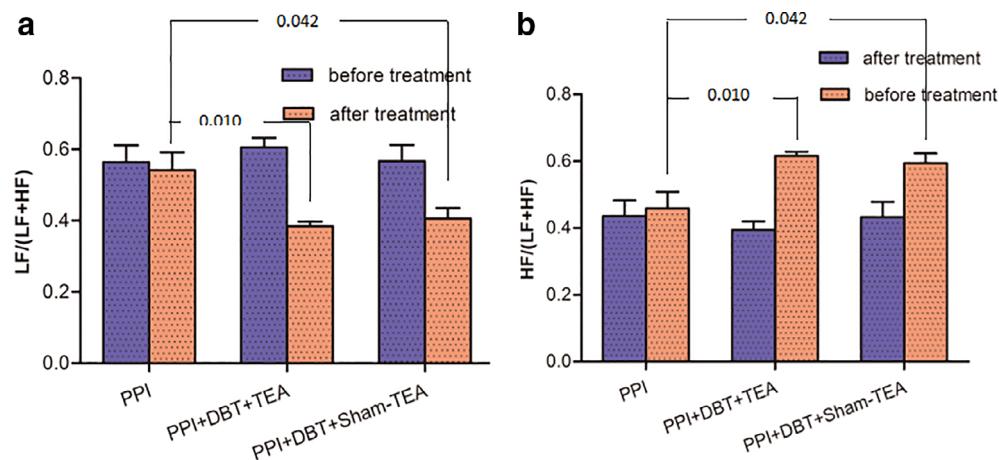 a
0.042
before treatment
after treatment
0.010
0.8
0.6
0.4
0.2
0.0
LF/(LF+HF)
PPI
PPI+DBT+TEA
PPI+DBT+Sham-TEA
b
0.042
after treatment
before treatment
0.010
0.8
0.6
0.4
0.2
0.0
HF/(LF+HF)
PPI
PPI+DBT+TEA
PPI+DBT+Sham-TEA